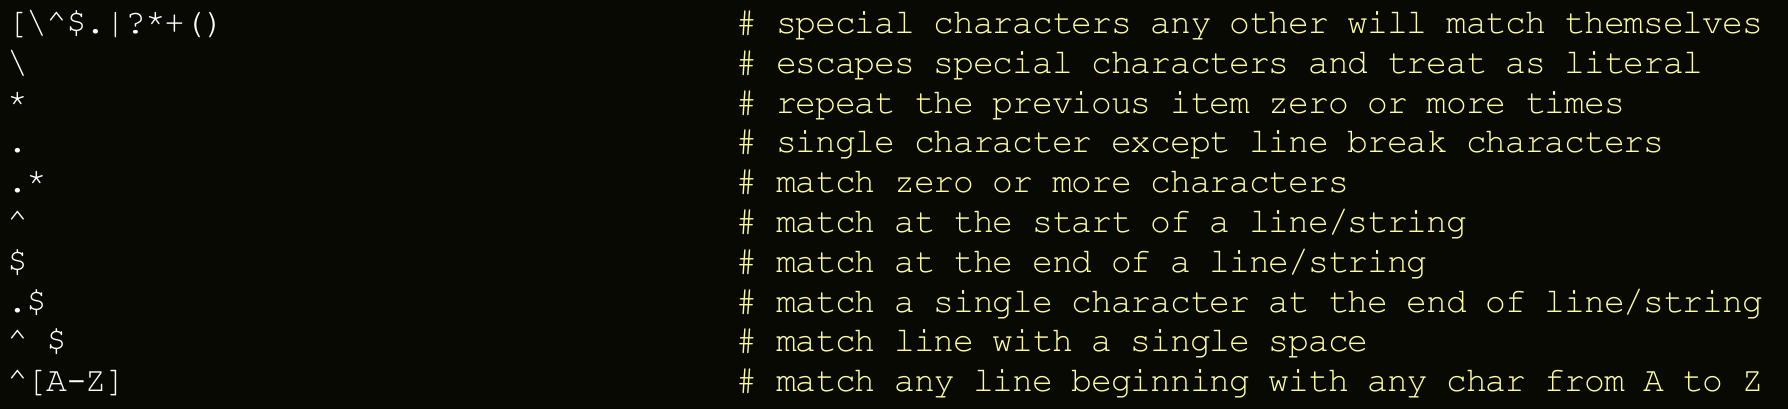 [\^$.|?*+() # special characters any other will match themselves
\ # escapes special characters and treat as literal
* # repeat the previous item zero or more times
. # single character except line break characters
.* # match zero or more characters
^ # match at the start of a line/string
$ # match at the end of a line/string
.$ # match a single character at the end of line/string
^ $ # match line with a single space
^[A-Z] # match any line beginning with any char from A to Z